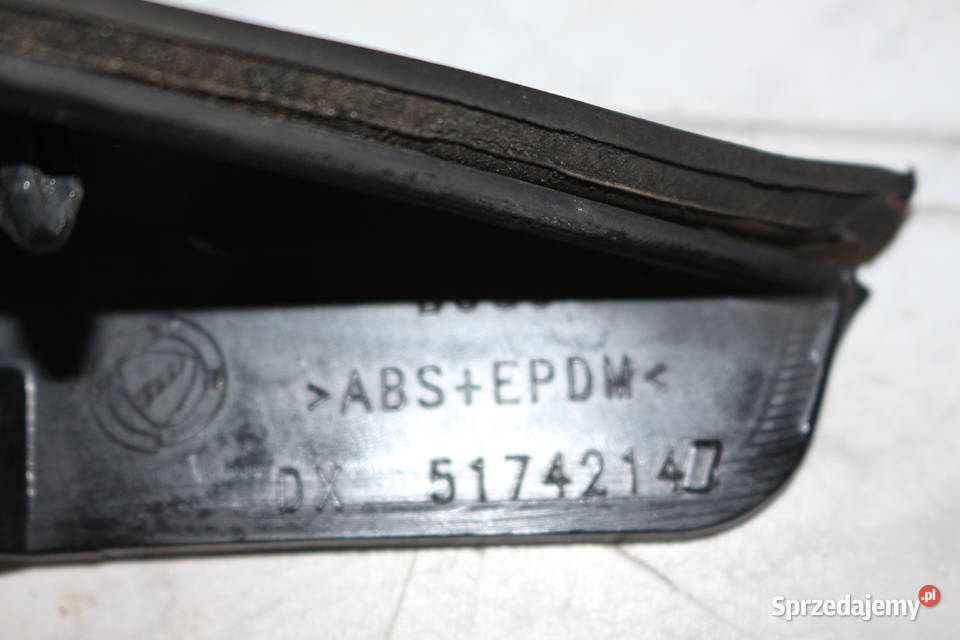 >ABS+EPDM<
DX 5174214
Sprzedajemy.pl